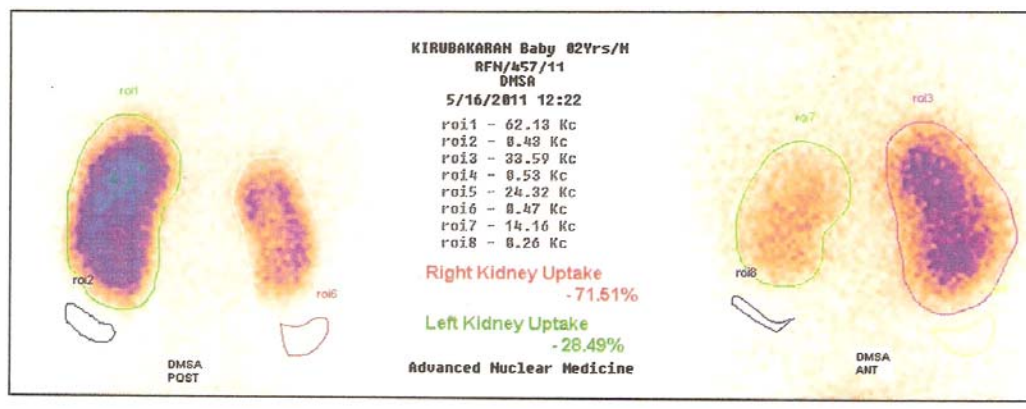 KIRUBAKARAN Baby 02Yrs/M
RFN/457/11
DMSA
5/16/2011 12:22
roi1 - 62.13 Kc
roi2 - 0.43 Kc
roi3 - 33.59 Kc
roi4 - 0.53 Kc
roi5 - 24.32 Kc
roi6 - 0.47 Kc
roi7 - 14.16 Kc
roi8 - 0.26 Kc
Right Kidney Uptake
- 71.51%
Left Kidney Uptake
- 28.49%
Advanced Nuclear Medicine
roi1
roi2
roi6
DMSA
POST
roi7
roi3
roi8
DMSA
ANT